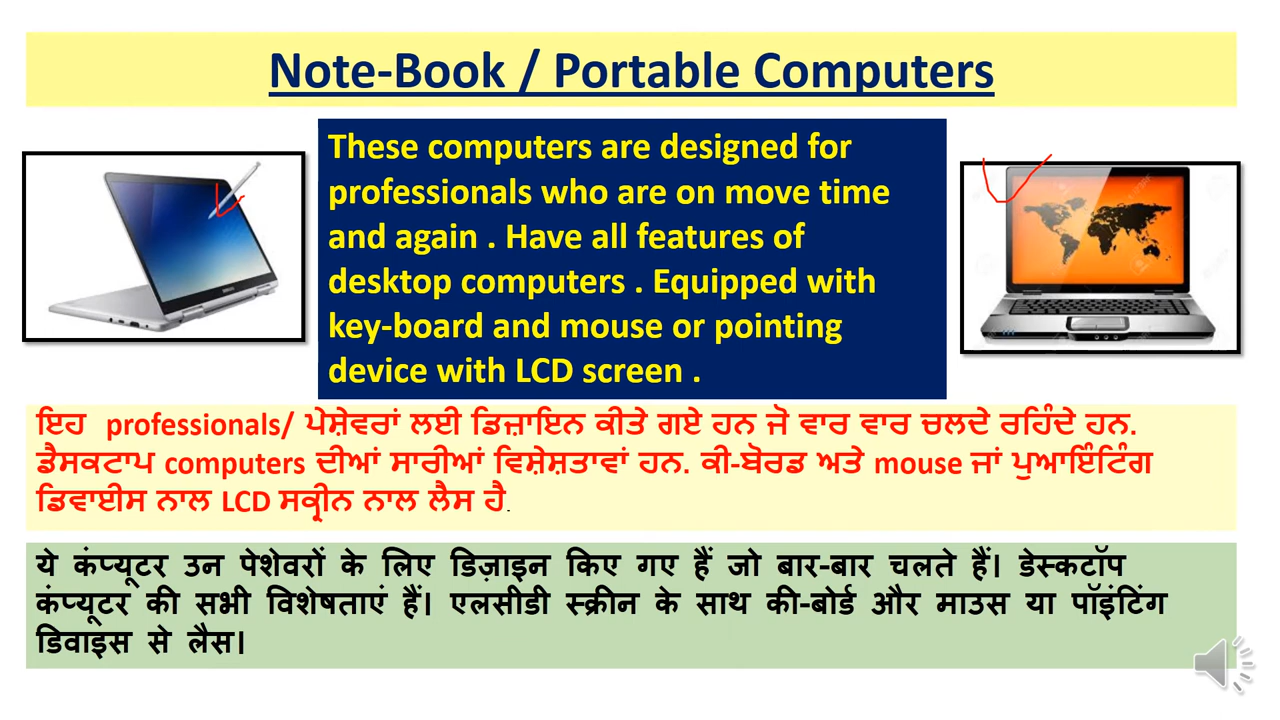 Note-Book / Portable Computers
These computers are designed for
professionals who are on move time
and again . Have all features of
desktop computers . Equipped with
key-board and mouse or pointing
device with LCD screen .
ਇਹ professionals/ ਪੇਸ਼ੇਵਰਾਂ ਲਈ ਡਿਜ਼ਾਇਨ ਕੀਤੇ ਗਏ ਹਨ ਜੋ ਵਾਰ ਵਾਰ ਚਲਦੇ ਰਹਿੰਦੇ ਹਨ.
ਡੈਸਕਟਾਪ computers ਦੀਆਂ ਸਾਰੀਆਂ ਵਿਸ਼ੇਸ਼ਤਾਵਾਂ ਹਨ. ਕੀ-ਬੋਰਡ ਅਤੇ mouse ਜਾਂ ਪੁਆਇੰਟਿੰਗ
ਡਿਵਾਈਸ ਨਾਲ LCD ਸਕ੍ਰੀਨ ਨਾਲ ਲੈਸ ਹੈ.
ये कंप्यूटर उन पेशेवरों के लिए डिज़ाइन किए गए हैं जो बार-बार चलते हैं। डेस्कटॉप
कंप्यूटर की सभी विशेषताएं हैं। एलसीडी स्क्रीन के साथ की-बोर्ड और माउस या पॉइंटिंग
डिवाइस से लैस।